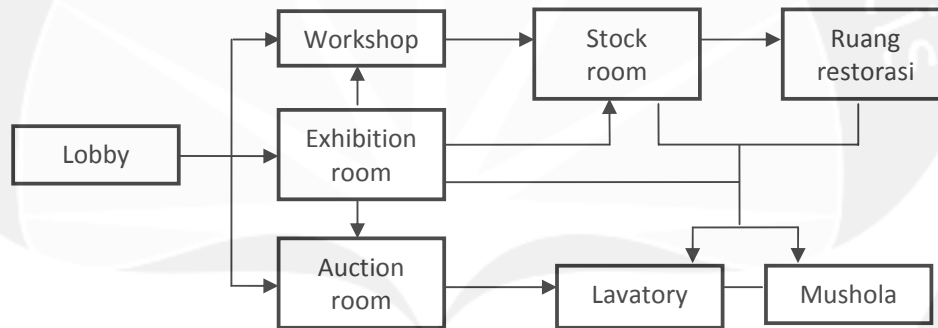 Workshop
Stock
room
Ruang
restorasi
Lobby
Exhibition
room
Auction
room
Lavatory
Mushola